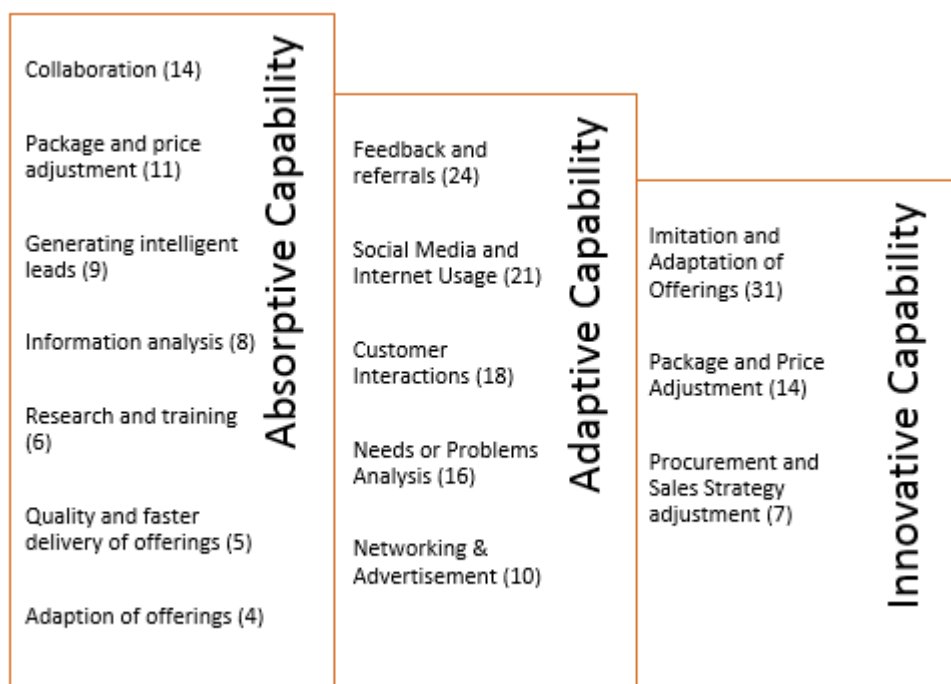 Collaboration (14)
Package and price
adjustment (11)
Generating intelligent
leads (9)
Information analysis (8)
Research and training
(6)
Quality and faster
delivery of offerings (5)
Adaption of offerings (4)
Absorptive Capability
Feedback and
referrals (24)
Social Media and
Internet Usage (21)
Customer
Interactions (18)
Needs or Problems
Analysis (16)
Networking &
Advertisement (10)
Adaptive Capability
Imitation and
Adaptation of
Offerings (31)
Package and Price
Adjustment (14)
Procurement and
Sales Strategy
adjustment (7)
Innovative Capability